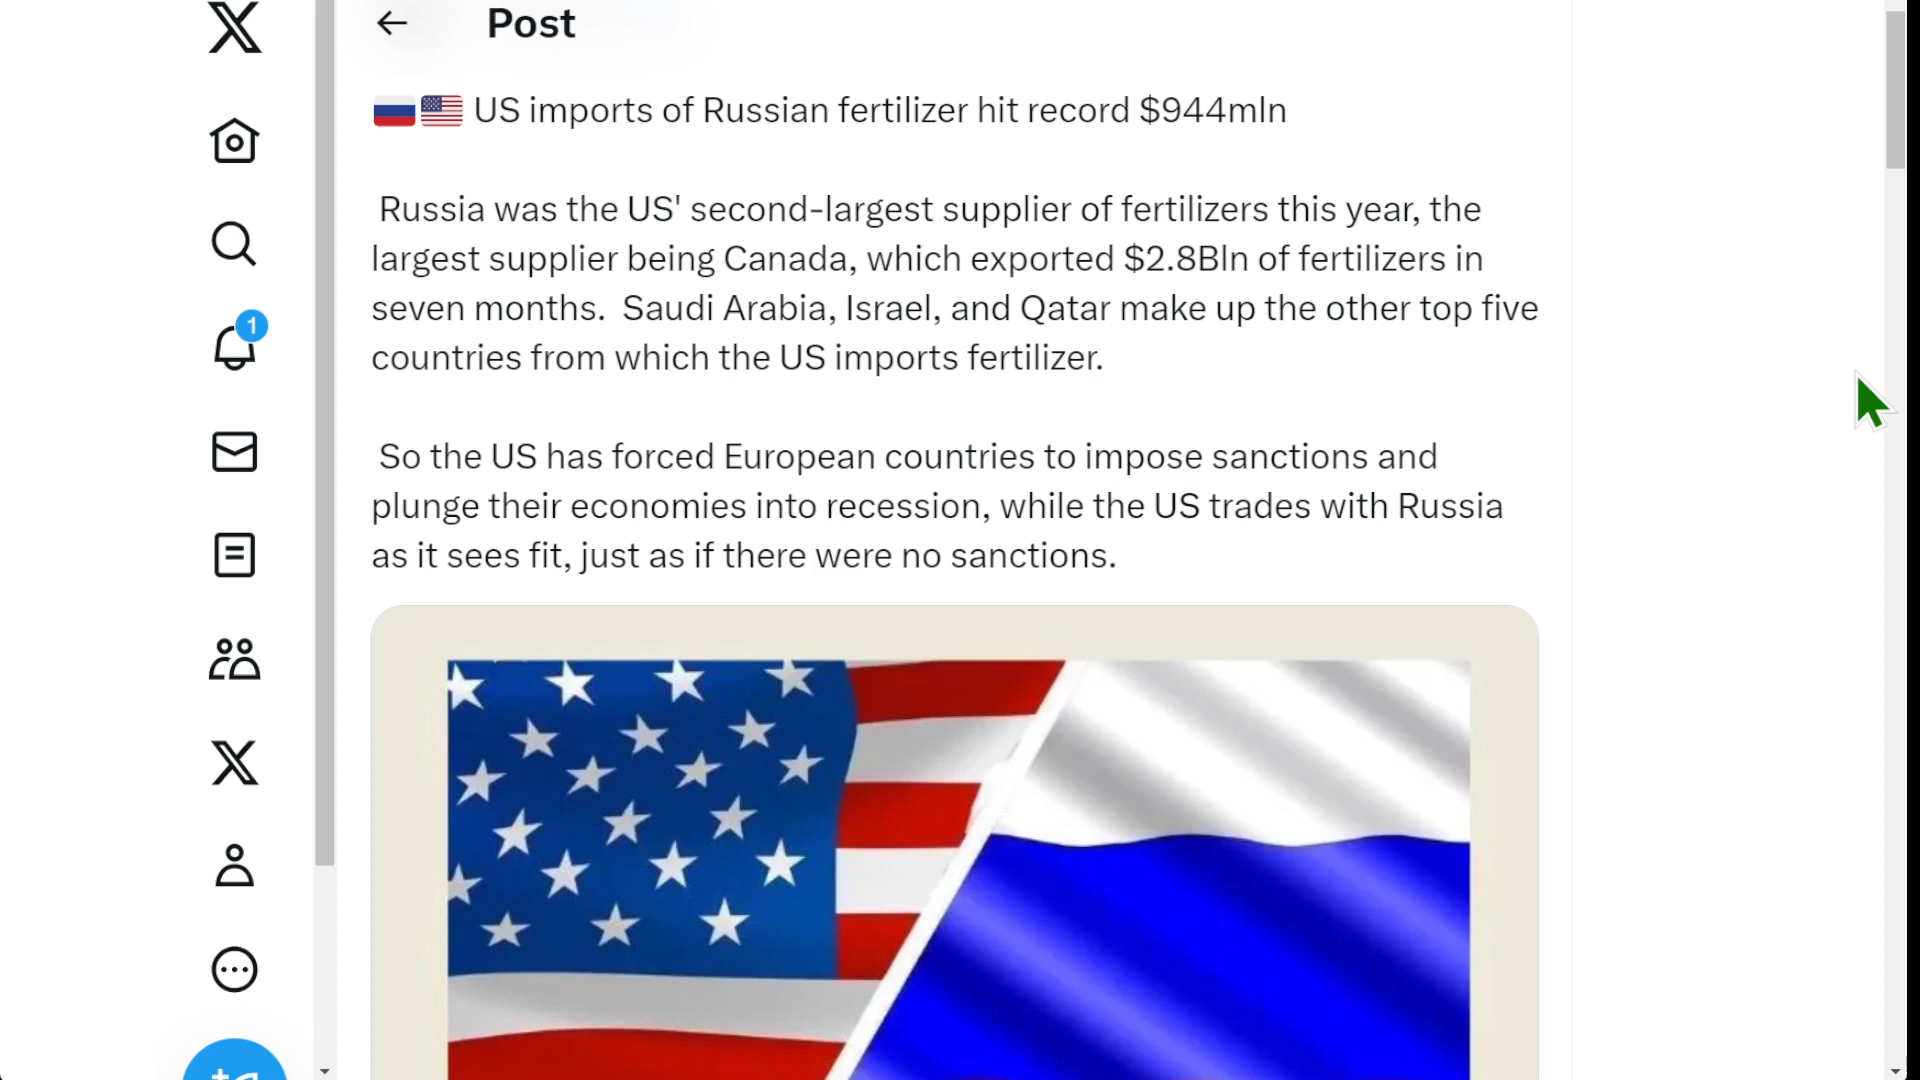 Post
US imports of Russian fertilizer hit record $944mln
Russia was the US' second-largest supplier of fertilizers this year, the
largest supplier being Canada, which exported $2.8Bln of fertilizers in
seven months.  Saudi Arabia, Israel, and Qatar make up the other top five
countries from which the US imports fertilizer.
So the US has forced European countries to impose sanctions and
plunge their economies into recession, while the US trades with Russia
as it sees fit, just as if there were no sanctions.
1